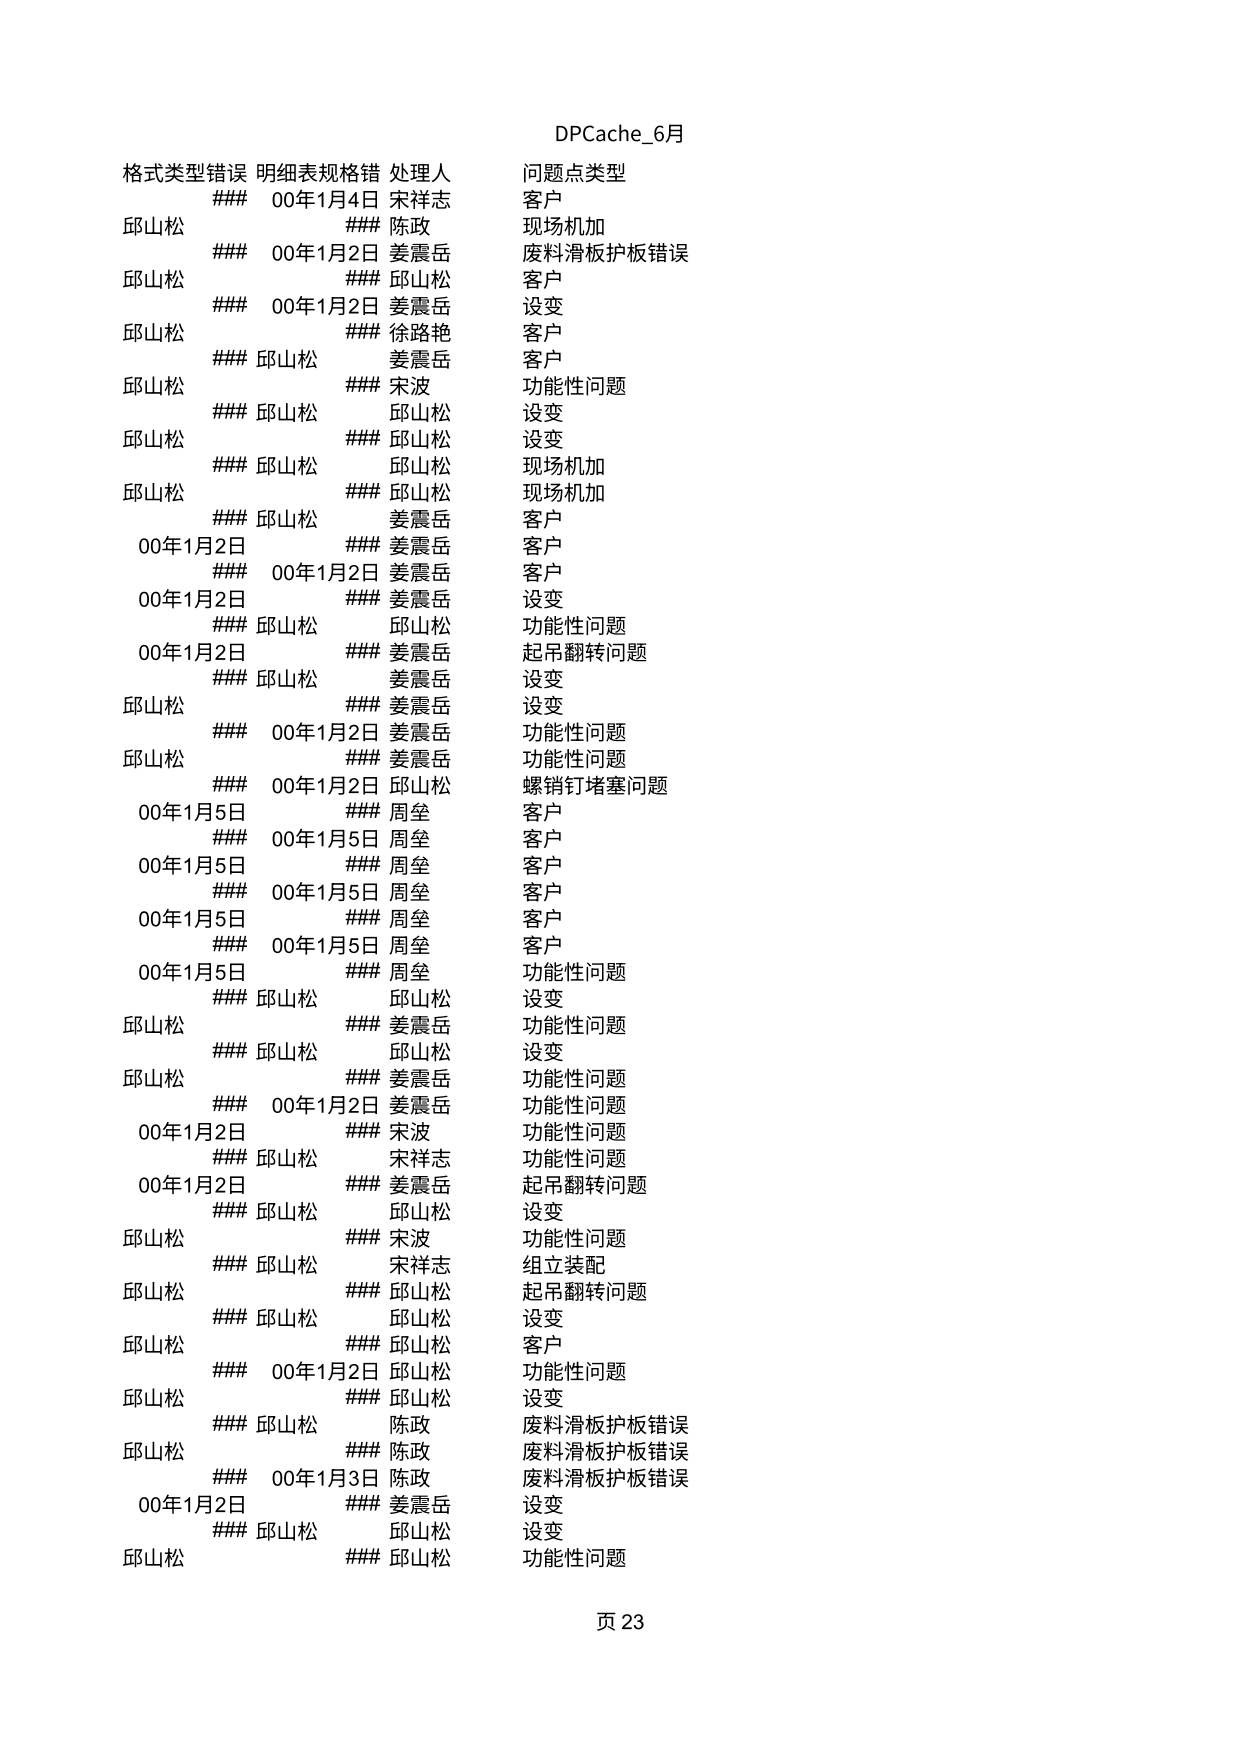 DPCache_6月
格式类型错误 明细表规格错 处理人 问题点类型
### 00年1月4日 宋祥志 客户
邱山松 ### 陈政 现场机加
### 00年1月2日 姜震岳 废料滑板护板错误
邱山松 ### 邱山松 客户
### 00年1月2日 姜震岳 设变
邱山松 ### 徐路艳 客户
### 邱山松 姜震岳 客户
邱山松 ### 宋波 功能性问题
### 邱山松 邱山松 设变
邱山松 ### 邱山松 设变
### 邱山松 邱山松 现场机加
邱山松 ### 邱山松 现场机加
### 邱山松 姜震岳 客户
00年1月2日 ### 姜震岳 客户
### 00年1月2日 姜震岳 客户
00年1月2日 ### 姜震岳 设变
### 邱山松 邱山松 功能性问题
00年1月2日 ### 姜震岳 起吊翻转问题
### 邱山松 姜震岳 设变
邱山松 ### 姜震岳 设变
### 00年1月2日 姜震岳 功能性问题
邱山松 ### 姜震岳 功能性问题
### 00年1月2日 邱山松 螺销钉堵塞问题
00年1月5日 ### 周垒 客户
### 00年1月5日 周垒 客户
00年1月5日 ### 周垒 客户
### 00年1月5日 周垒 客户
00年1月5日 ### 周垒 客户
### 00年1月5日 周垒 客户
00年1月5日 ### 周垒 功能性问题
### 邱山松 邱山松 设变
邱山松 ### 姜震岳 功能性问题
### 邱山松 邱山松 设变
邱山松 ### 姜震岳 功能性问题
### 00年1月2日 姜震岳 功能性问题
00年1月2日 ### 宋波 功能性问题
### 邱山松 宋祥志 功能性问题
00年1月2日 ### 姜震岳 起吊翻转问题
### 邱山松 邱山松 设变
邱山松 ### 宋波 功能性问题
### 邱山松 宋祥志 组立装配
邱山松 ### 邱山松 起吊翻转问题
### 邱山松 邱山松 设变
邱山松 ### 邱山松 客户
### 00年1月2日 邱山松 功能性问题
邱山松 ### 邱山松 设变
### 邱山松 陈政 废料滑板护板错误
邱山松 ### 陈政 废料滑板护板错误
### 00年1月3日 陈政 废料滑板护板错误
00年1月2日 ### 姜震岳 设变
### 邱山松 邱山松 设变
邱山松 ### 邱山松 功能性问题
页 23